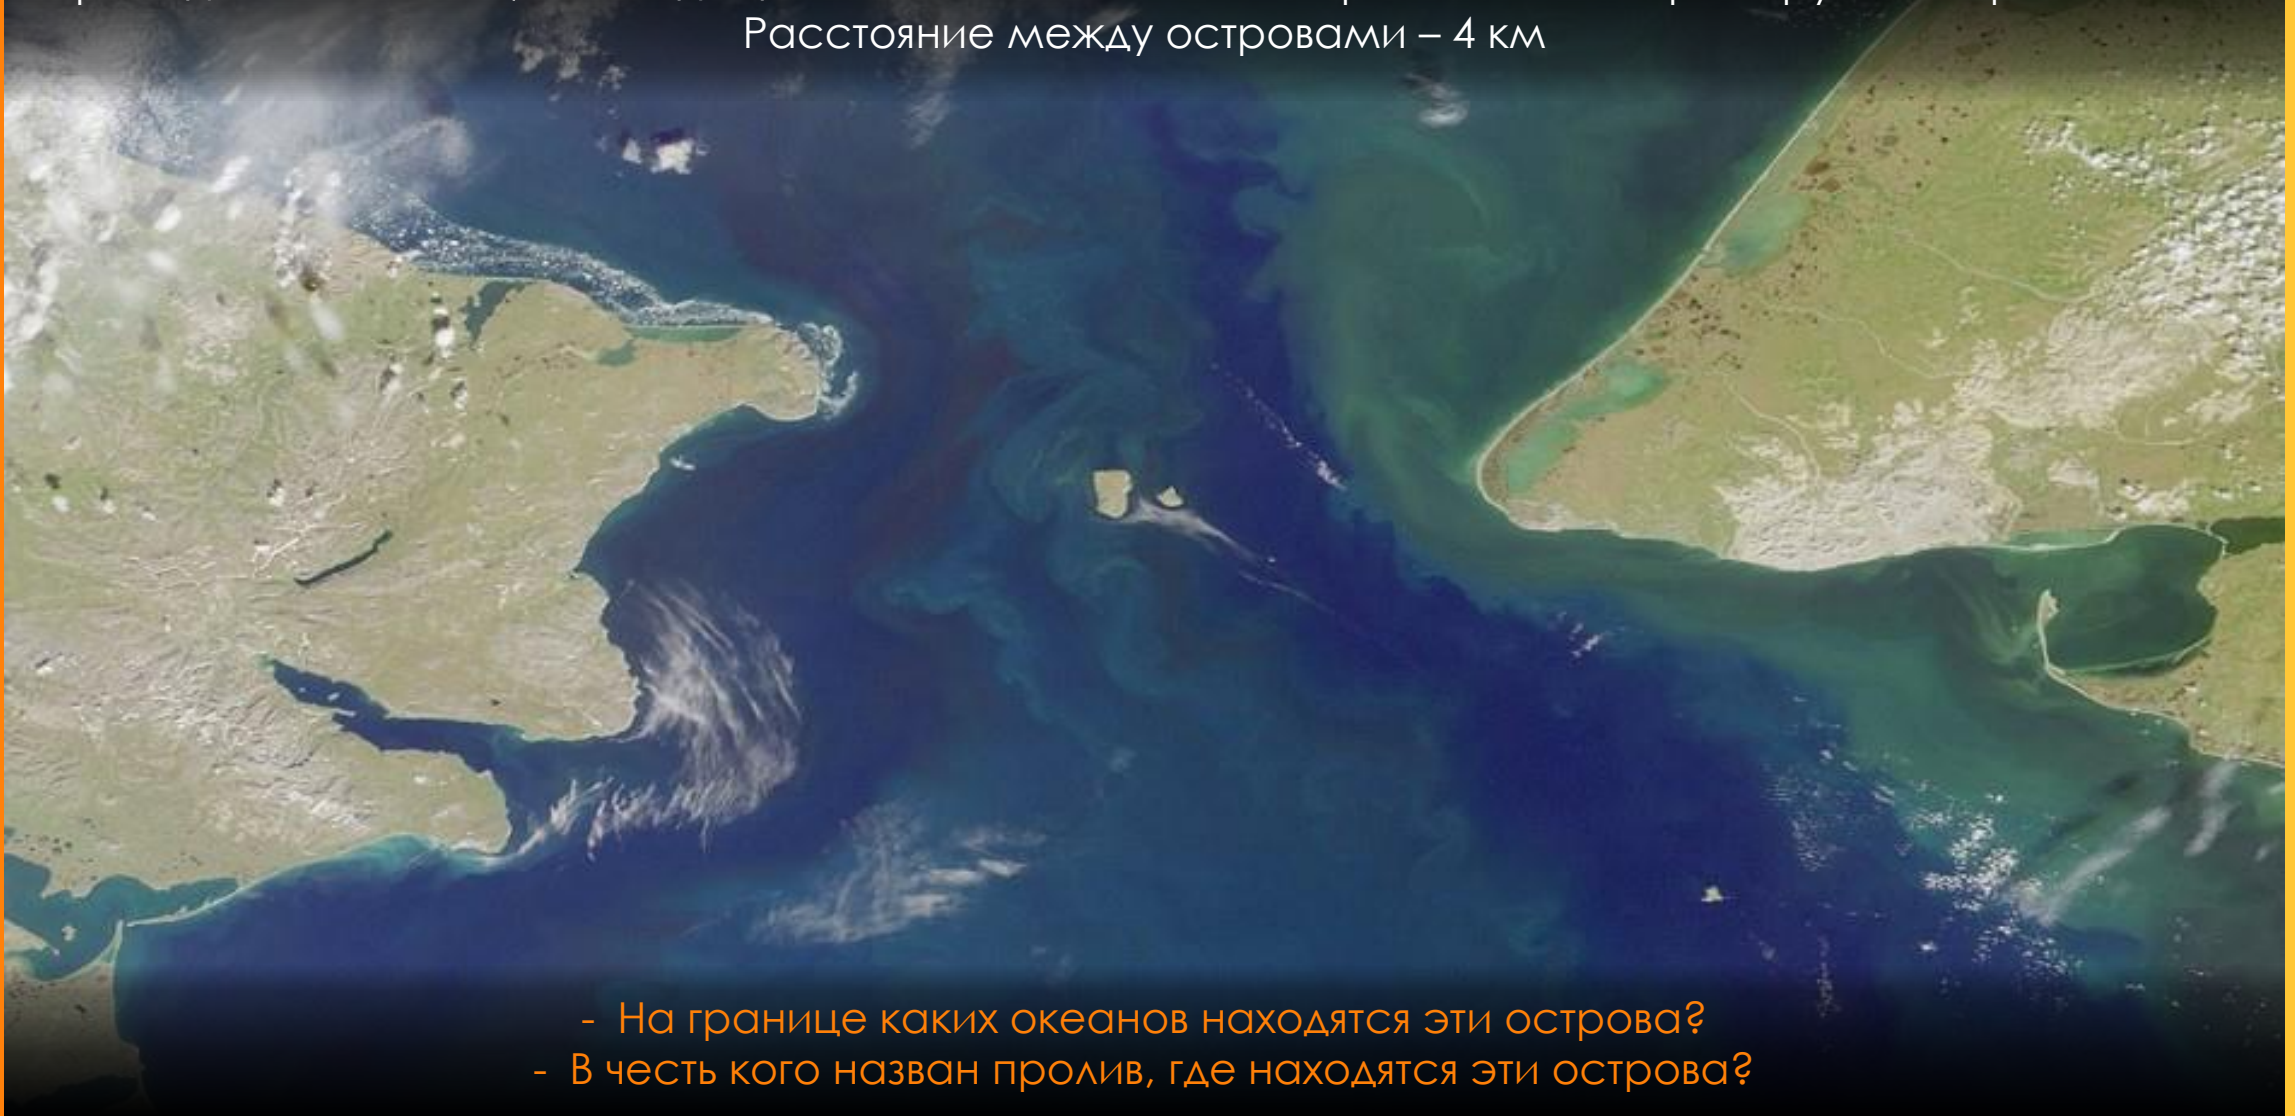 Расстояние между островами – 4 км
- На границе каких океанов находятся эти острова?
- В честь кого назван пролив, где находятся эти острова?